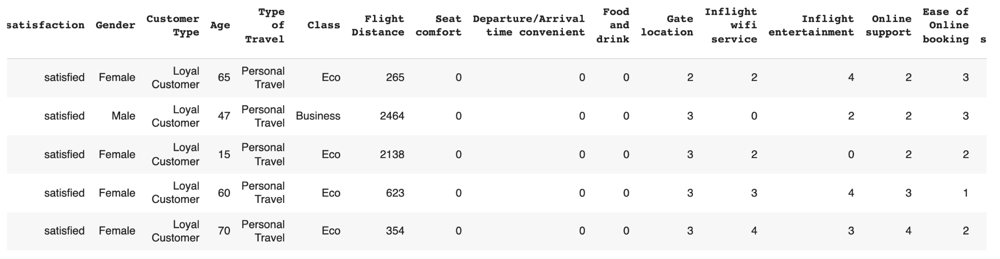 satisfaction Gender Customer Type Age Type of Travel Class Flight Distance Seat comfort Departure/Arrival time convenient Food and drink Gate location Inflight wifi service Inflight entertainment Online support Ease of Online booking s
satisfied Female Loyal Customer 65 Personal Travel Eco 265 0 0 0 2 2 4 2 3
satisfied Male Loyal Customer 47 Personal Travel Business 2464 0 0 0 3 0 2 2 3
satisfied Female Loyal Customer 15 Personal Travel Eco 2138 0 0 0 3 2 0 2 2
satisfied Female Loyal Customer 60 Personal Travel Eco 623 0 0 0 3 3 4 3 1
satisfied Female Loyal Customer 70 Personal Travel Eco 354 0 0 0 3 4 3 4 2